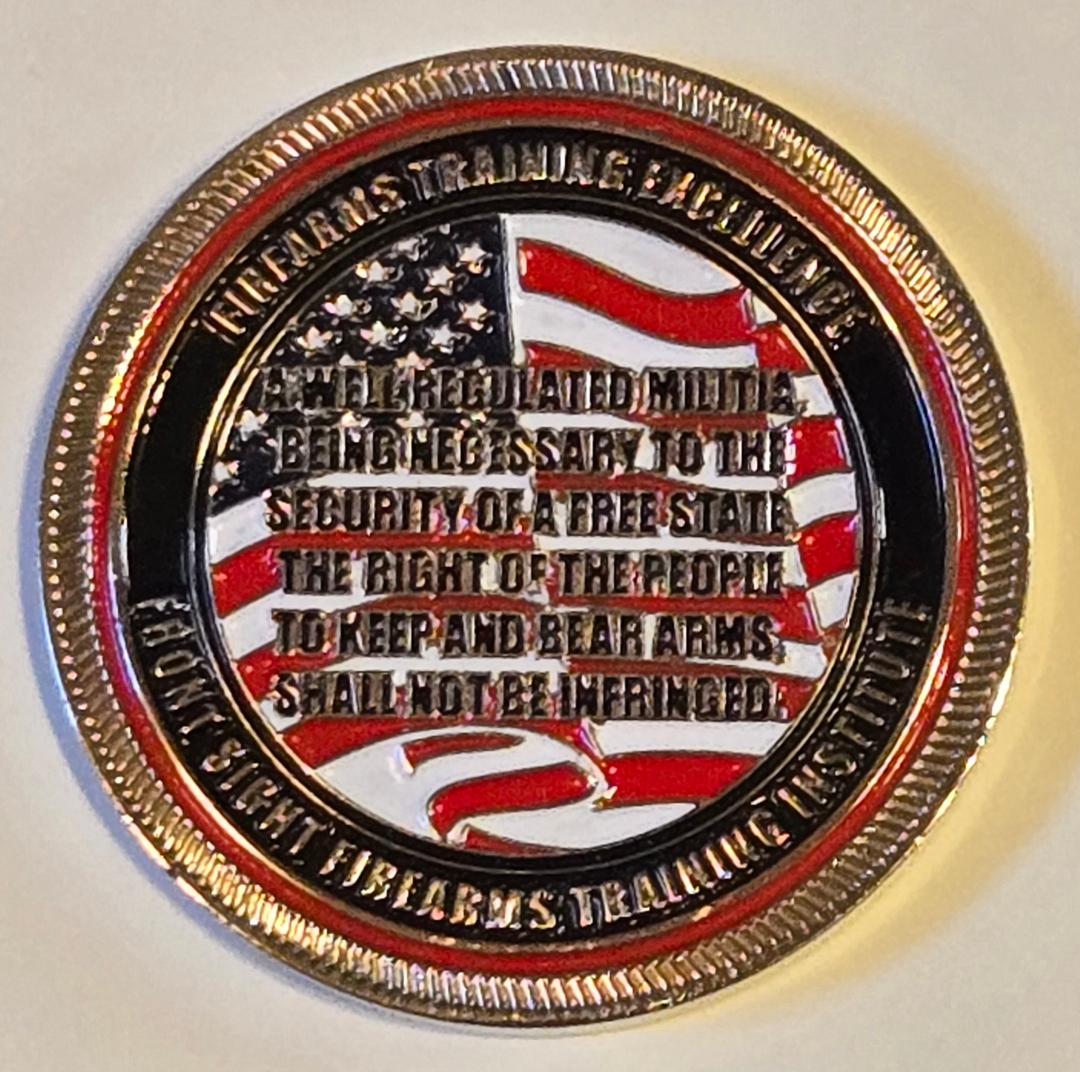 FIREARMS TRAINING EXCELLENCE
A WELL REGULATED MILITIA,
BEING NECESSARY TO THE
SECURITY OF A FREE STATE
THE RIGHT OF THE PEOPLE
TO KEEP AND BEAR ARMS,
SHALL NOT BE INFRINGED.
FRONT SIGHT FIREARMS TRAINING INSTITUTE